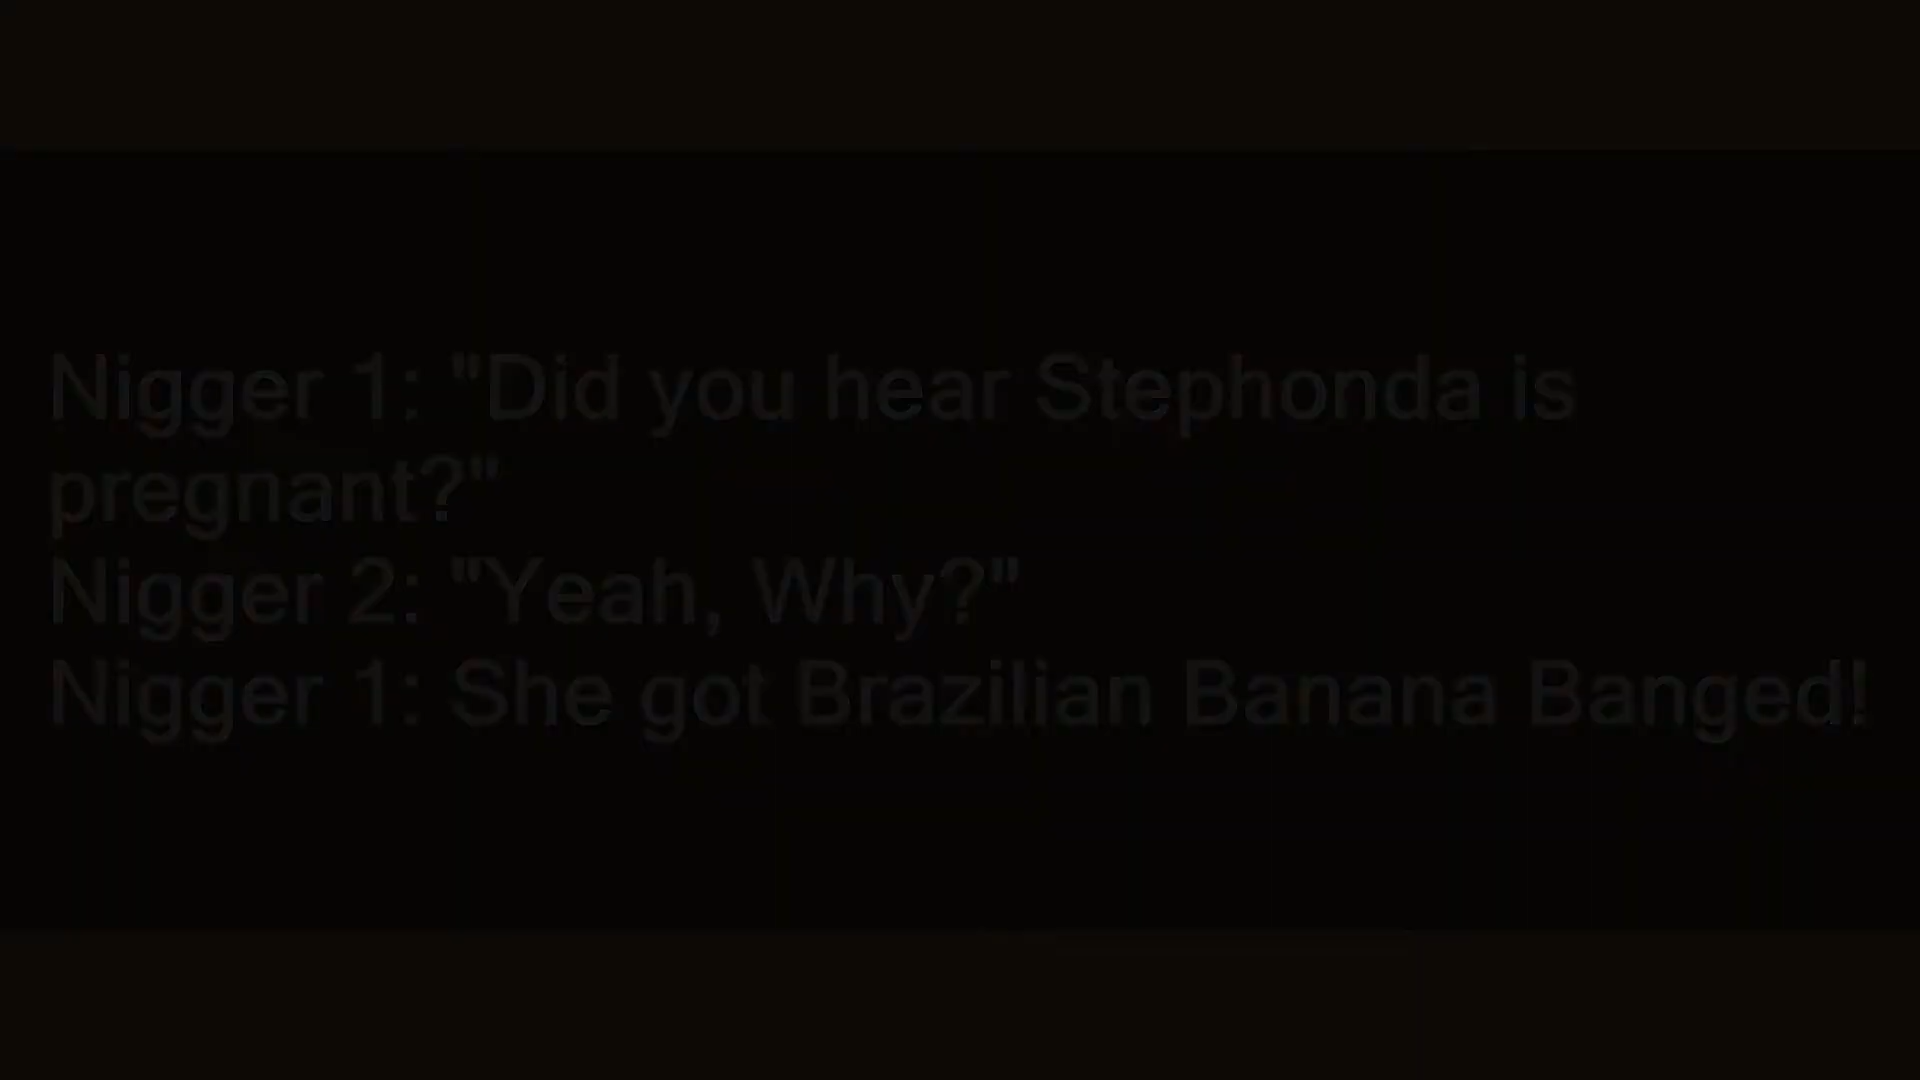 Nigger 1: "Did you hear Stephonda is
pregnant?"
Nigger 2: "Yeah, Why?"
Nigger 1: She got Brazilian Banana Banged!